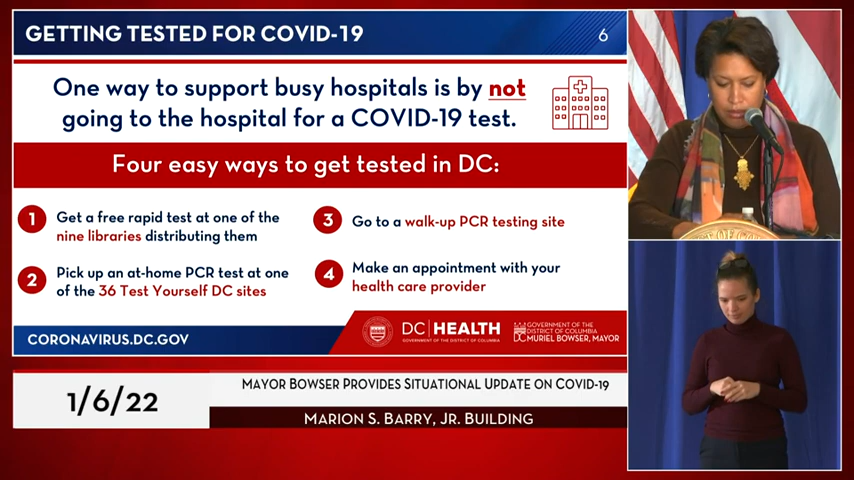 GETTING TESTED FOR COVID-19
6
One way to support busy hospitals is by not
going to the hospital for a COVID-19 test.
Four easy ways to get tested in DC:
1 Get a free rapid test at one of the
nine libraries distributing them
2 Pick up an at-home PCR test at one
of the 36 Test Yourself DC sites
3 Go to a walk-up PCR testing site
4 Make an appointment with your
health care provider
CORONAVIRUS.DC.GOV
DC HEALTH
GOVERNMENT OF THE DISTRICT OF COLUMBIA
GOVERNMENT OF THE
DISTRICT OF COLUMBIA
DC MURIEL BOWSER, MAYOR
1/6/22
MAYOR BOWSER PROVIDES SITUATIONAL UPDATE ON COVID-19
MARION S. BARRY, JR. BUILDING